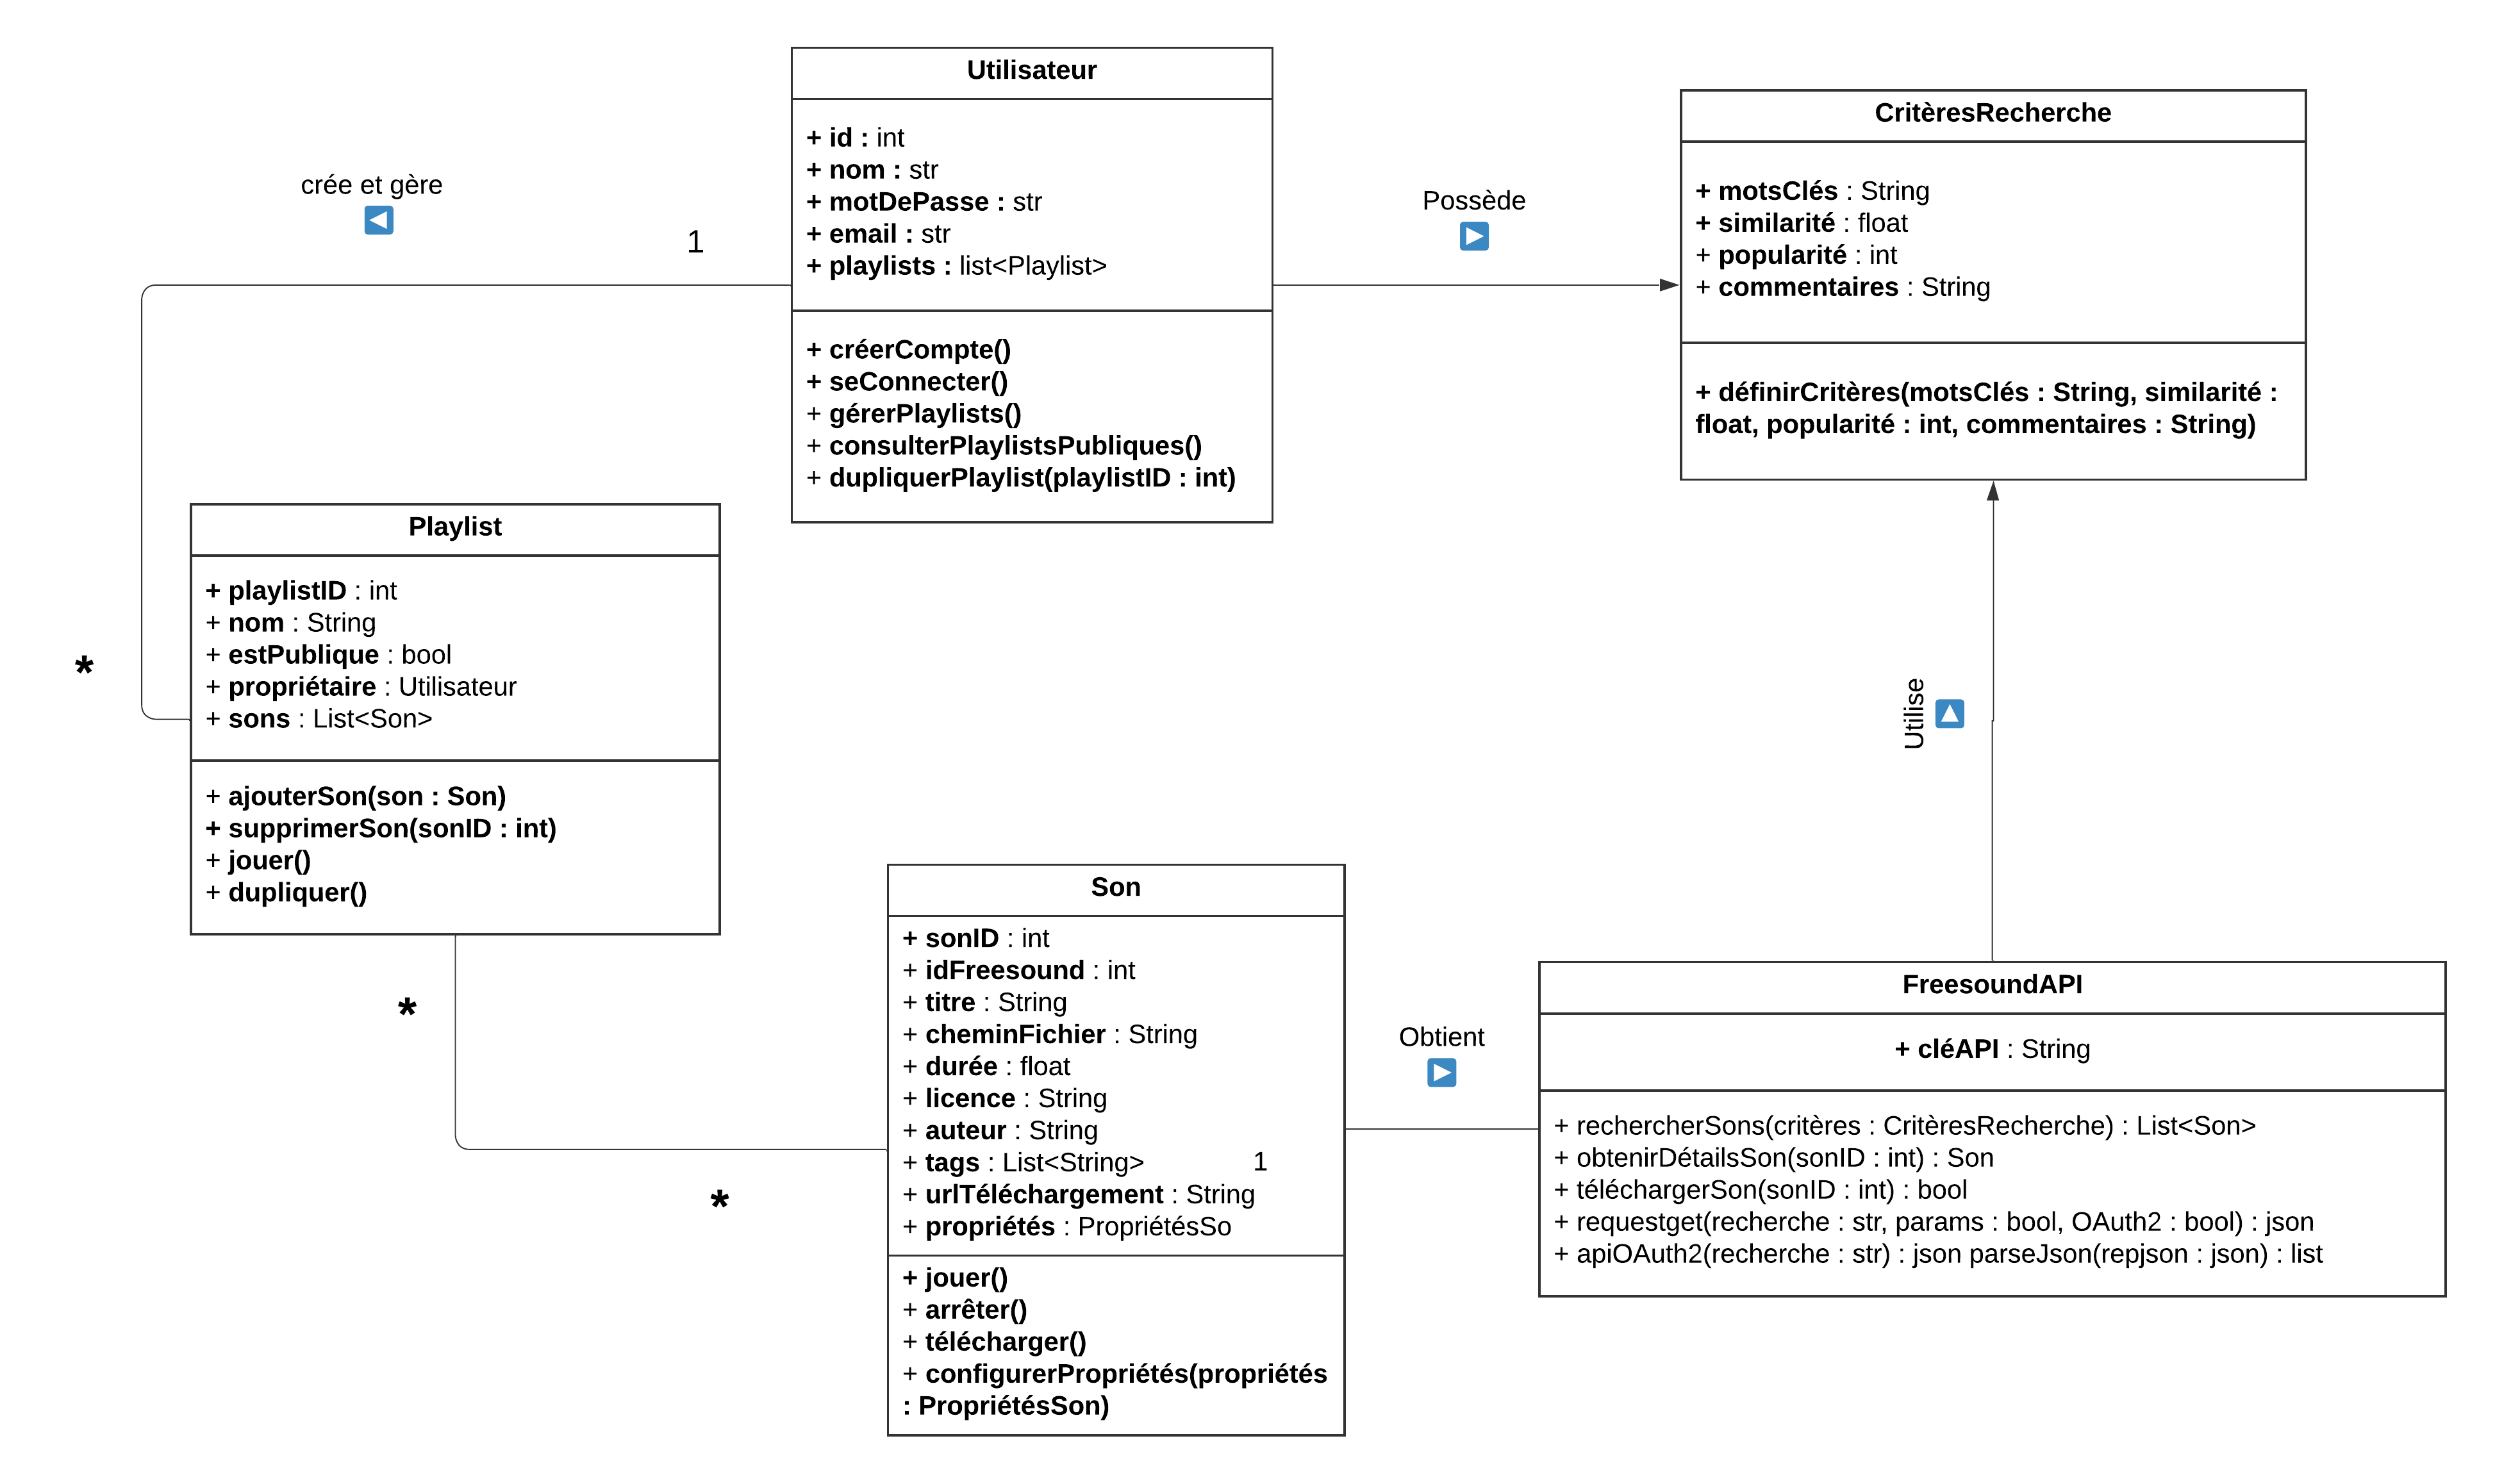 Utilisateur
+ id : int
+ nom : str
+ motDePasse : str
+ email : str
+ playlists : list<Playlist>
+ créerCompte()
+ seConnecter()
+ gérerPlaylists()
+ consulterPlaylistsPubliques()
+ dupliquerPlaylist(playlistID : int)
crée et gère
1
*
Possède
CritèresRecherche
+ motsClés : String
+ similarité : float
+ popularité : int
+ commentaires : String
+ définirCritères(motsClés : String, similarité :
float, popularité : int, commentaires : String)
Playlist
+ playlistID : int
+ nom : String
+ estPublique : bool
+ propriétaire : Utilisateur
+ sons : List<Son>
+ ajouterSon(son : Son)
+ supprimerSon(sonID : int)
+ jouer()
+ dupliquer()
*
*
Utilise
Son
+ sonID : int
+ idFreesound : int
+ titre : String
+ cheminFichier : String
+ durée : float
+ licence : String
+ auteur : String
+ tags : List<String>
1
+ urlTéléchargement : String
+ propriétés : PropriétésSo
+ jouer()
+ arrêter()
+ télécharger()
+ configurerPropriétés(propriétés
: PropriétésSon)
Obtient
FreesoundAPI
+ cléAPI : String
+ rechercherSons(critères : CritèresRecherche) : List<Son>
+ obtenirDétailsSon(sonID : int) : Son
+ téléchargerSon(sonID : int) : bool
+ requestget(recherche : str, params : bool, OAuth2 : bool) : json
+ apiOAuth2(recherche : str) : json parseJson(repjson : json) : list